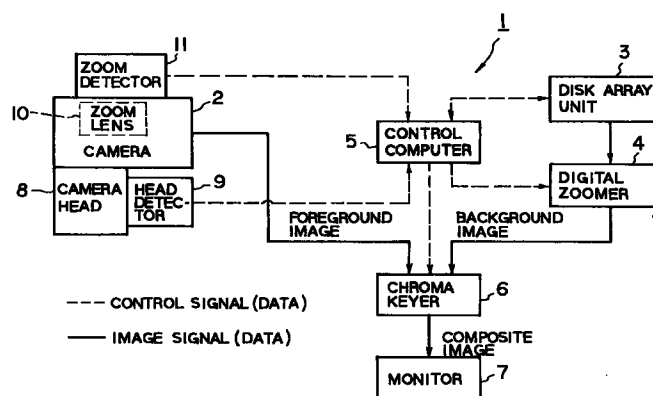 11
1
ZOOM
DETECTOR
3
2
DISK ARRAY
UNIT
10
ZOOM
LENS
CAMERA
5
CONTROL
COMPUTER
4
DIGITAL
ZOOMER
8
CAMERA
HEAD
HEAD
DETEC-
TOR
9
FOREGROUND
IMAGE
BACKGROUND
IMAGE
CHROMA
KEYER
6
CONTROL SIGNAL (DATA)
IMAGE SIGNAL (DATA)
COMPOSITE
IMAGE
MONITOR
7